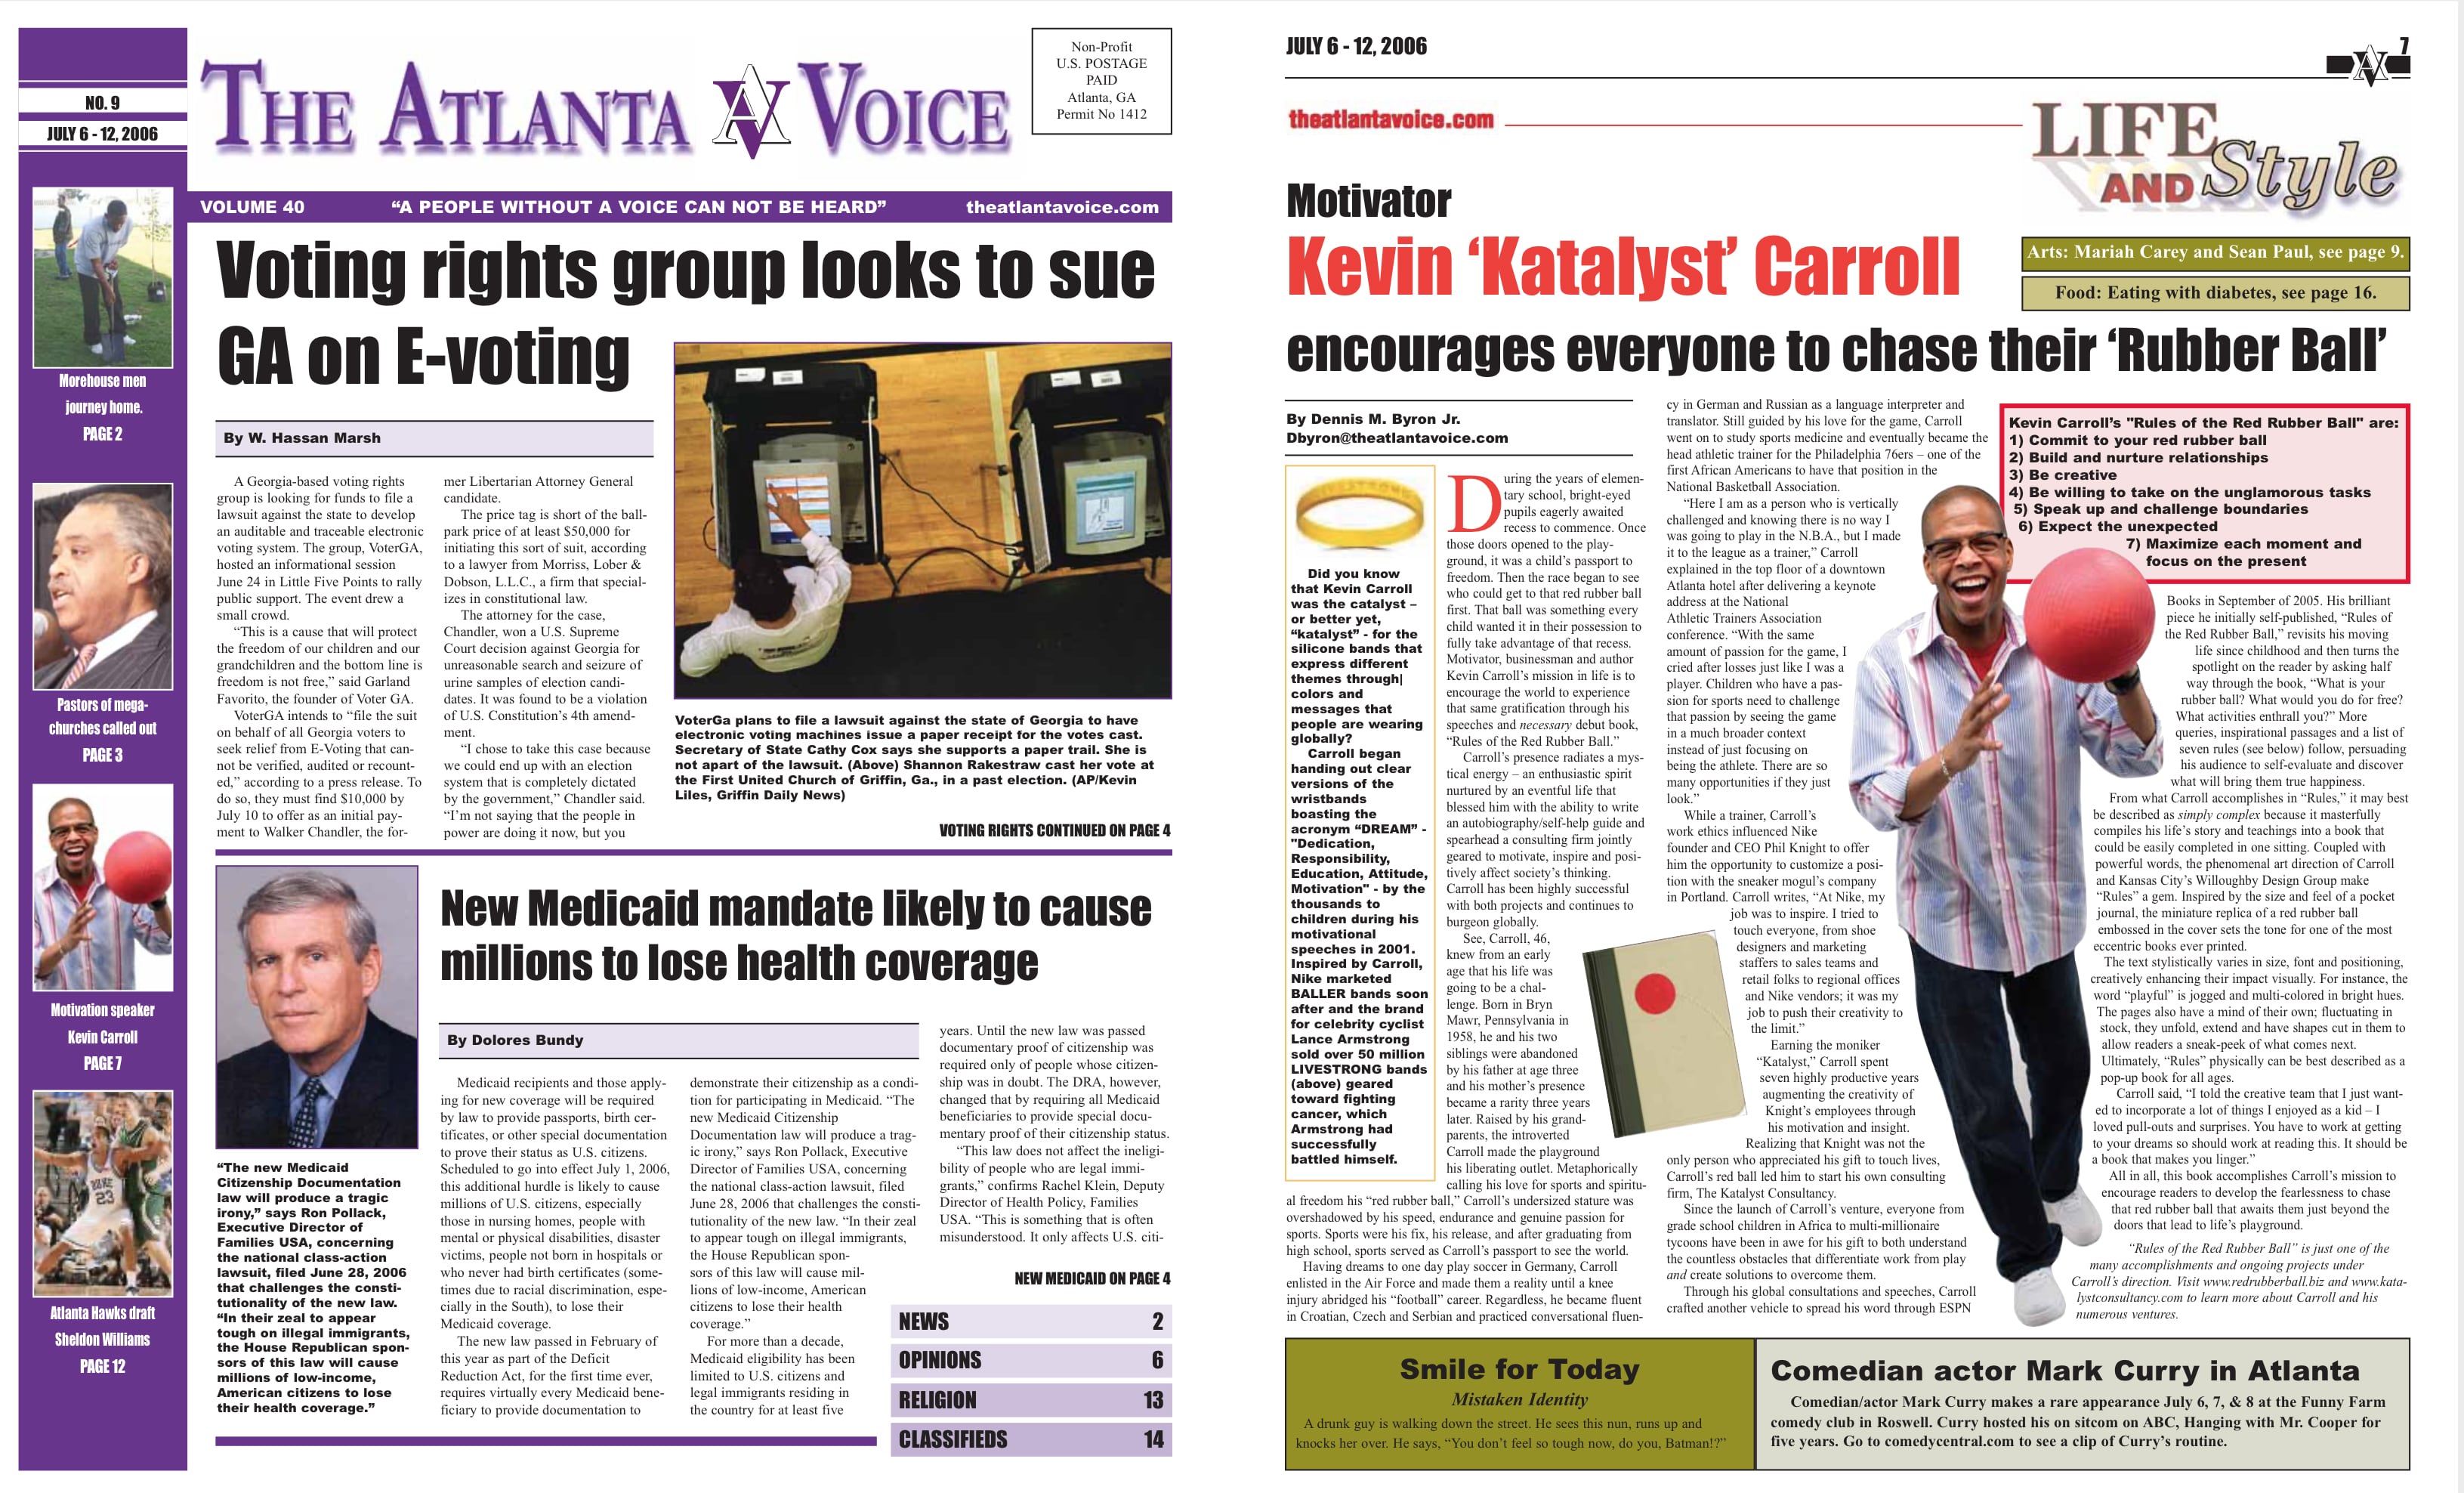 NO. 9
JULY 6 - 12, 2006
Morehouse men
journey home.
PAGE 2
Pastors of mega-
churches called out
PAGE 3
Motivation speaker
Kevin Carroll
PAGE 7
Atlanta Hawks draft
Sheldon Williams
PAGE 12
THE ATLANTA AV VOICE
Non-Profit
U.S. POSTAGE
PAID
Atlanta, GA
Permit No 1412
VOLUME 40 “A PEOPLE WITHOUT A VOICE CAN NOT BE HEARD” theatlantavoice.com
Voting rights group looks to sue
GA on E-voting
By W. Hassan Marsh
A Georgia-based voting rights
group is looking for funds to file a
lawsuit against the state to develop
an auditable and traceable electronic
voting system. The group, VoterGA,
hosted an informational session
June 24 in Little Five Points to rally
public support. The event drew a
small crowd.
“This is a cause that will protect
the freedom of our children and our
grandchildren and the bottom line is
freedom is not free,” said Garland
Favorito, the founder of Voter GA.
VoterGA intends to “file the suit
on behalf of all Georgia voters to
seek relief from E-Voting that can-
not be verified, audited or recount-
ed,” according to a press release. To
do so, they must find $10,000 by
July 10 to offer as an initial pay-
ment to Walker Chandler, the for-
mer Libertarian Attorney General
candidate.
The price tag is short of the ball-
park price of at least $50,000 for
initiating this sort of suit, according
to a lawyer from Morriss, Lober &
Dobson, L.L.C., a firm that special-
izes in constitutional law.
The attorney for the case,
Chandler, won a U.S. Supreme
Court decision against Georgia for
unreasonable search and seizure of
urine samples of election candi-
dates. It was found to be a violation
of U.S. Constitution’s 4th amend-
ment.
“I chose to take this case because
we could end up with an election
system that is completely dictated
by the government,” Chandler said.
“I’m not saying that the people in
power are doing it now, but you
VoterGa plans to file a lawsuit against the state of Georgia to have
electronic voting machines issue a paper receipt for the votes cast.
Secretary of State Cathy Cox says she supports a paper trail. She is
not apart of the lawsuit. (Above) Shannon Rakestraw cast her vote at
the First United Church of Griffin, Ga., in a past election. (AP/Kevin
Liles, Griffin Daily News)
VOTING RIGHTS CONTINUED ON PAGE 4
DUKE
23
“The new Medicaid
Citizenship Documentation
law will produce a tragic
irony,” says Ron Pollack,
Executive Director of
Families USA, concerning
the national class-action
lawsuit, filed June 28, 2006
that challenges the consti-
tutionality of the new law.
“In their zeal to appear
tough on illegal immigrants,
the House Republican spon-
sors of this law will cause
millions of low-income,
American citizens to lose
their health coverage.”
New Medicaid mandate likely to cause
millions to lose health coverage
By Dolores Bundy
Medicaid recipients and those apply-
ing for new coverage will be required
by law to provide passports, birth cer-
tificates, or other special documentation
to prove their status as U.S. citizens.
Scheduled to go into effect July 1, 2006,
this additional hurdle is likely to cause
millions of U.S. citizens, especially
those in nursing homes, people with
mental or physical disabilities, disaster
victims, people not born in hospitals or
who never had birth certificates (some-
times due to racial discrimination, espe-
cially in the South), to lose their
Medicaid coverage.
The new law passed in February of
this year as part of the Deficit
Reduction Act, for the first time ever,
requires virtually every Medicaid bene-
ficiary to provide documentation to
demonstrate their citizenship as a condi-
tion for participating in Medicaid. “The
new Medicaid Citizenship
Documentation law will produce a trag-
ic irony,” says Ron Pollack, Executive
Director of Families USA, concerning
the national class-action lawsuit, filed
June 28, 2006 that challenges the consti-
tutionality of the new law. “In their zeal
to appear tough on illegal immigrants,
the House Republican spon-
sors of this law will cause mil-
lions of low-income, American
citizens to lose their health
coverage.”
For more than a decade,
Medicaid eligibility has been
limited to U.S. citizens and
legal immigrants residing in
the country for at least five
years. Until the new law was passed
documentary proof of citizenship was
required only of people whose citizen-
ship was in doubt. The DRA, however,
changed that by requiring all Medicaid
beneficiaries to provide special docu-
mentary proof of their citizenship status.
“This law does not affect the ineligi-
bility of people who are legal immi-
grants,” confirms Rachel Klein, Deputy
Director of Health Policy, Families
USA. “This is something that is often
misunderstood. It only affects U.S. citi-
NEW MEDICAID ON PAGE 4
NEWS 2
OPINIONS 6
RELIGION 13
CLASSIFIEDS 14
JULY 6 - 12, 2006
7
AV
theatlantavoice.com
LIFE AND Style
Motivator
Kevin ‘Katalyst’ Carroll
Arts: Mariah Carey and Sean Paul, see page 9.
Food: Eating with diabetes, see page 16.
encourages everyone to chase their ‘Rubber Ball’
By Dennis M. Byron Jr.
Dbyron@theatlantavoice.com
LIVESTRONG
Did you know
that Kevin Carroll
was the catalyst –
or better yet,
“katalyst” - for the
silicone bands that
express different
themes through|
colors and
messages that
people are wearing
globally?
Carroll began
handing out clear
versions of the
wristbands
boasting the
acronym “DREAM” -
"Dedication,
Responsibility,
Education, Attitude,
Motivation" - by the
thousands to
children during his
motivational
speeches in 2001.
Inspired by Carroll,
Nike marketed
BALLER bands soon
after and the brand
for celebrity cyclist
Lance Armstrong
sold over 50 million
LIVESTRONG bands
(above) geared
toward fighting
cancer, which
Armstrong had
successfully
battled himself.
During the years of elemen-
tary school, bright-eyed
pupils eagerly awaited
recess to commence. Once
those doors opened to the play-
ground, it was a child’s passport to
freedom. Then the race began to see
who could get to that red rubber ball
first. That ball was something every
child wanted it in their possession to
fully take advantage of that recess.
Motivator, businessman and author
Kevin Carroll’s mission in life is to
encourage the world to experience
that same gratification through his
speeches and necessary debut book,
“Rules of the Red Rubber Ball.”
Carroll’s presence radiates a mys-
tical energy – an enthusiastic spirit
nurtured by an eventful life that
blessed him with the ability to write
an autobiography/self-help guide and
spearhead a consulting firm jointly
geared to motivate, inspire and posi-
tively affect society’s thinking.
Carroll has been highly successful
with both projects and continues to
burgeon globally.
See, Carroll, 46,
knew from an early
age that his life was
going to be a chal-
lenge. Born in Bryn
Mawr, Pennsylvania in
1958, he and his two
siblings were abandoned
by his father at age three
and his mother’s presence
became a rarity three years
later. Raised by his grand-
parents, the introverted
Carroll made the playground
his liberating outlet. Metaphorically
calling his love for sports and spiritu-
al freedom his “red rubber ball,” Carroll’s undersized stature was
overshadowed by his speed, endurance and genuine passion for
sports. Sports were his fix, his release, and after graduating from
high school, sports served as Carroll’s passport to see the world.
Having dreams to one day play soccer in Germany, Carroll
enlisted in the Air Force and made them a reality until a knee
injury abridged his “football” career. Regardless, he became fluent
in Croatian, Czech and Serbian and practiced conversational fluen-
cy in German and Russian as a language interpreter and
translator. Still guided by his love for the game, Carroll
went on to study sports medicine and eventually became the
head athletic trainer for the Philadelphia 76ers – one of the
first African Americans to have that position in the
National Basketball Association.
“Here I am as a person who is vertically
challenged and knowing there is no way I
was going to play in the N.B.A., but I made
it to the league as a trainer,” Carroll
explained in the top floor of a downtown
Atlanta hotel after delivering a keynote
address at the National
Athletic Trainers Association
conference. “With the same
amount of passion for the game, I
cried after losses just like I was a
player. Children who have a pas-
sion for sports need to challenge
that passion by seeing the game
in a much broader context
instead of just focusing on
being the athlete. There are so
many opportunities if they just
look.”
While a trainer, Carroll’s
work ethics influenced Nike
founder and CEO Phil Knight to offer
him the opportunity to customize a posi-
tion with the sneaker mogul’s company
in Portland. Carroll writes, “At Nike, my
job was to inspire. I tried to
touch everyone, from shoe
designers and marketing
staffers to sales teams and
retail folks to regional offices
and Nike vendors; it was my
job to push their creativity to
the limit.”
Earning the moniker
“Katalyst,” Carroll spent
seven highly productive years
augmenting the creativity of
Knight’s employees through
his motivation and insight.
Realizing that Knight was not the
only person who appreciated his gift to touch lives,
Carroll’s red ball led him to start his own consulting
firm, The Katalyst Consultancy.
Since the launch of Carroll’s venture, everyone from
grade school children in Africa to multi-millionaire
tycoons have been in awe for his gift to both understand
the countless obstacles that differentiate work from play
and create solutions to overcome them.
Through his global consultations and speeches, Carroll
crafted another vehicle to spread his word through ESPN
Kevin Carroll’s "Rules of the Red Rubber Ball" are:
1) Commit to your red rubber ball
2) Build and nurture relationships
3) Be creative
4) Be willing to take on the unglamorous tasks
5) Speak up and challenge boundaries
6) Expect the unexpected
7) Maximize each moment and
focus on the present
Books in September of 2005. His brilliant
piece he initially self-published, “Rules of
the Red Rubber Ball,” revisits his moving
life since childhood and then turns the
spotlight on the reader by asking half
way through the book, “What is your
rubber ball? What would you do for free?
What activities enthrall you?” More
queries, inspirational passages and a list of
seven rules (see below) follow, persuading
his audience to self-evaluate and discover
what will bring them true happiness.
From what Carroll accomplishes in “Rules,” it may best
be described as simply complex because it masterfully
compiles his life’s story and teachings into a book that
could be easily completed in one sitting. Coupled with
powerful words, the phenomenal art direction of Carroll
and Kansas City’s Willoughby Design Group make
“Rules” a gem. Inspired by the size and feel of a pocket
journal, the miniature replica of a red rubber ball
embossed in the cover sets the tone for one of the most
eccentric books ever printed.
The text stylistically varies in size, font and positioning,
creatively enhancing their impact visually. For instance, the
word “playful” is jogged and multi-colored in bright hues.
The pages also have a mind of their own; fluctuating in
stock, they unfold, extend and have shapes cut in them to
allow readers a sneak-peek of what comes next.
Ultimately, “Rules” physically can be best described as a
pop-up book for all ages.
Carroll said, “I told the creative team that I just want-
ed to incorporate a lot of things I enjoyed as a kid – I
loved pull-outs and surprises. You have to work at getting
to your dreams so should work at reading this. It should be
a book that makes you linger.”
All in all, this book accomplishes Carroll’s mission to
encourage readers to develop the fearlessness to chase
that red rubber ball that awaits them just beyond the
doors that lead to life’s playground.
“Rules of the Red Rubber Ball” is just one of the
many accomplishments and ongoing projects under
Carroll’s direction. Visit www.redrubberball.biz and www.kata-
lystconsultancy.com to learn more about Carroll and his
numerous ventures.
Smile for Today
Mistaken Identity
A drunk guy is walking down the street. He sees this nun, runs up and
knocks her over. He says, “You don’t feel so tough now, do you, Batman!?”
Comedian actor Mark Curry in Atlanta
Comedian/actor Mark Curry makes a rare appearance July 6, 7, & 8 at the Funny Farm
comedy club in Roswell. Curry hosted his on sitcom on ABC, Hanging with Mr. Cooper for
five years. Go to comedycentral.com to see a clip of Curry’s routine.